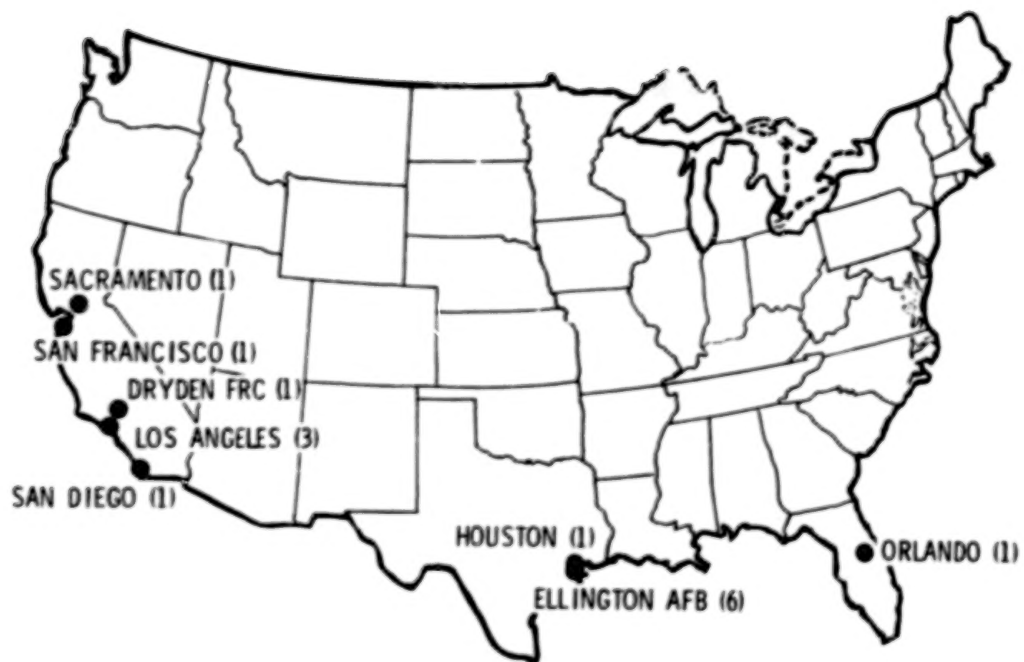 SACRAMENTO (1)
SAN FRANCISCO (1)
DRYDEN FRC (1)
LOS ANGELES (3)
SAN DIEGO (1)
HOUSTON (1)
ELLINGTON AFB (6)
ORLANDO (1)